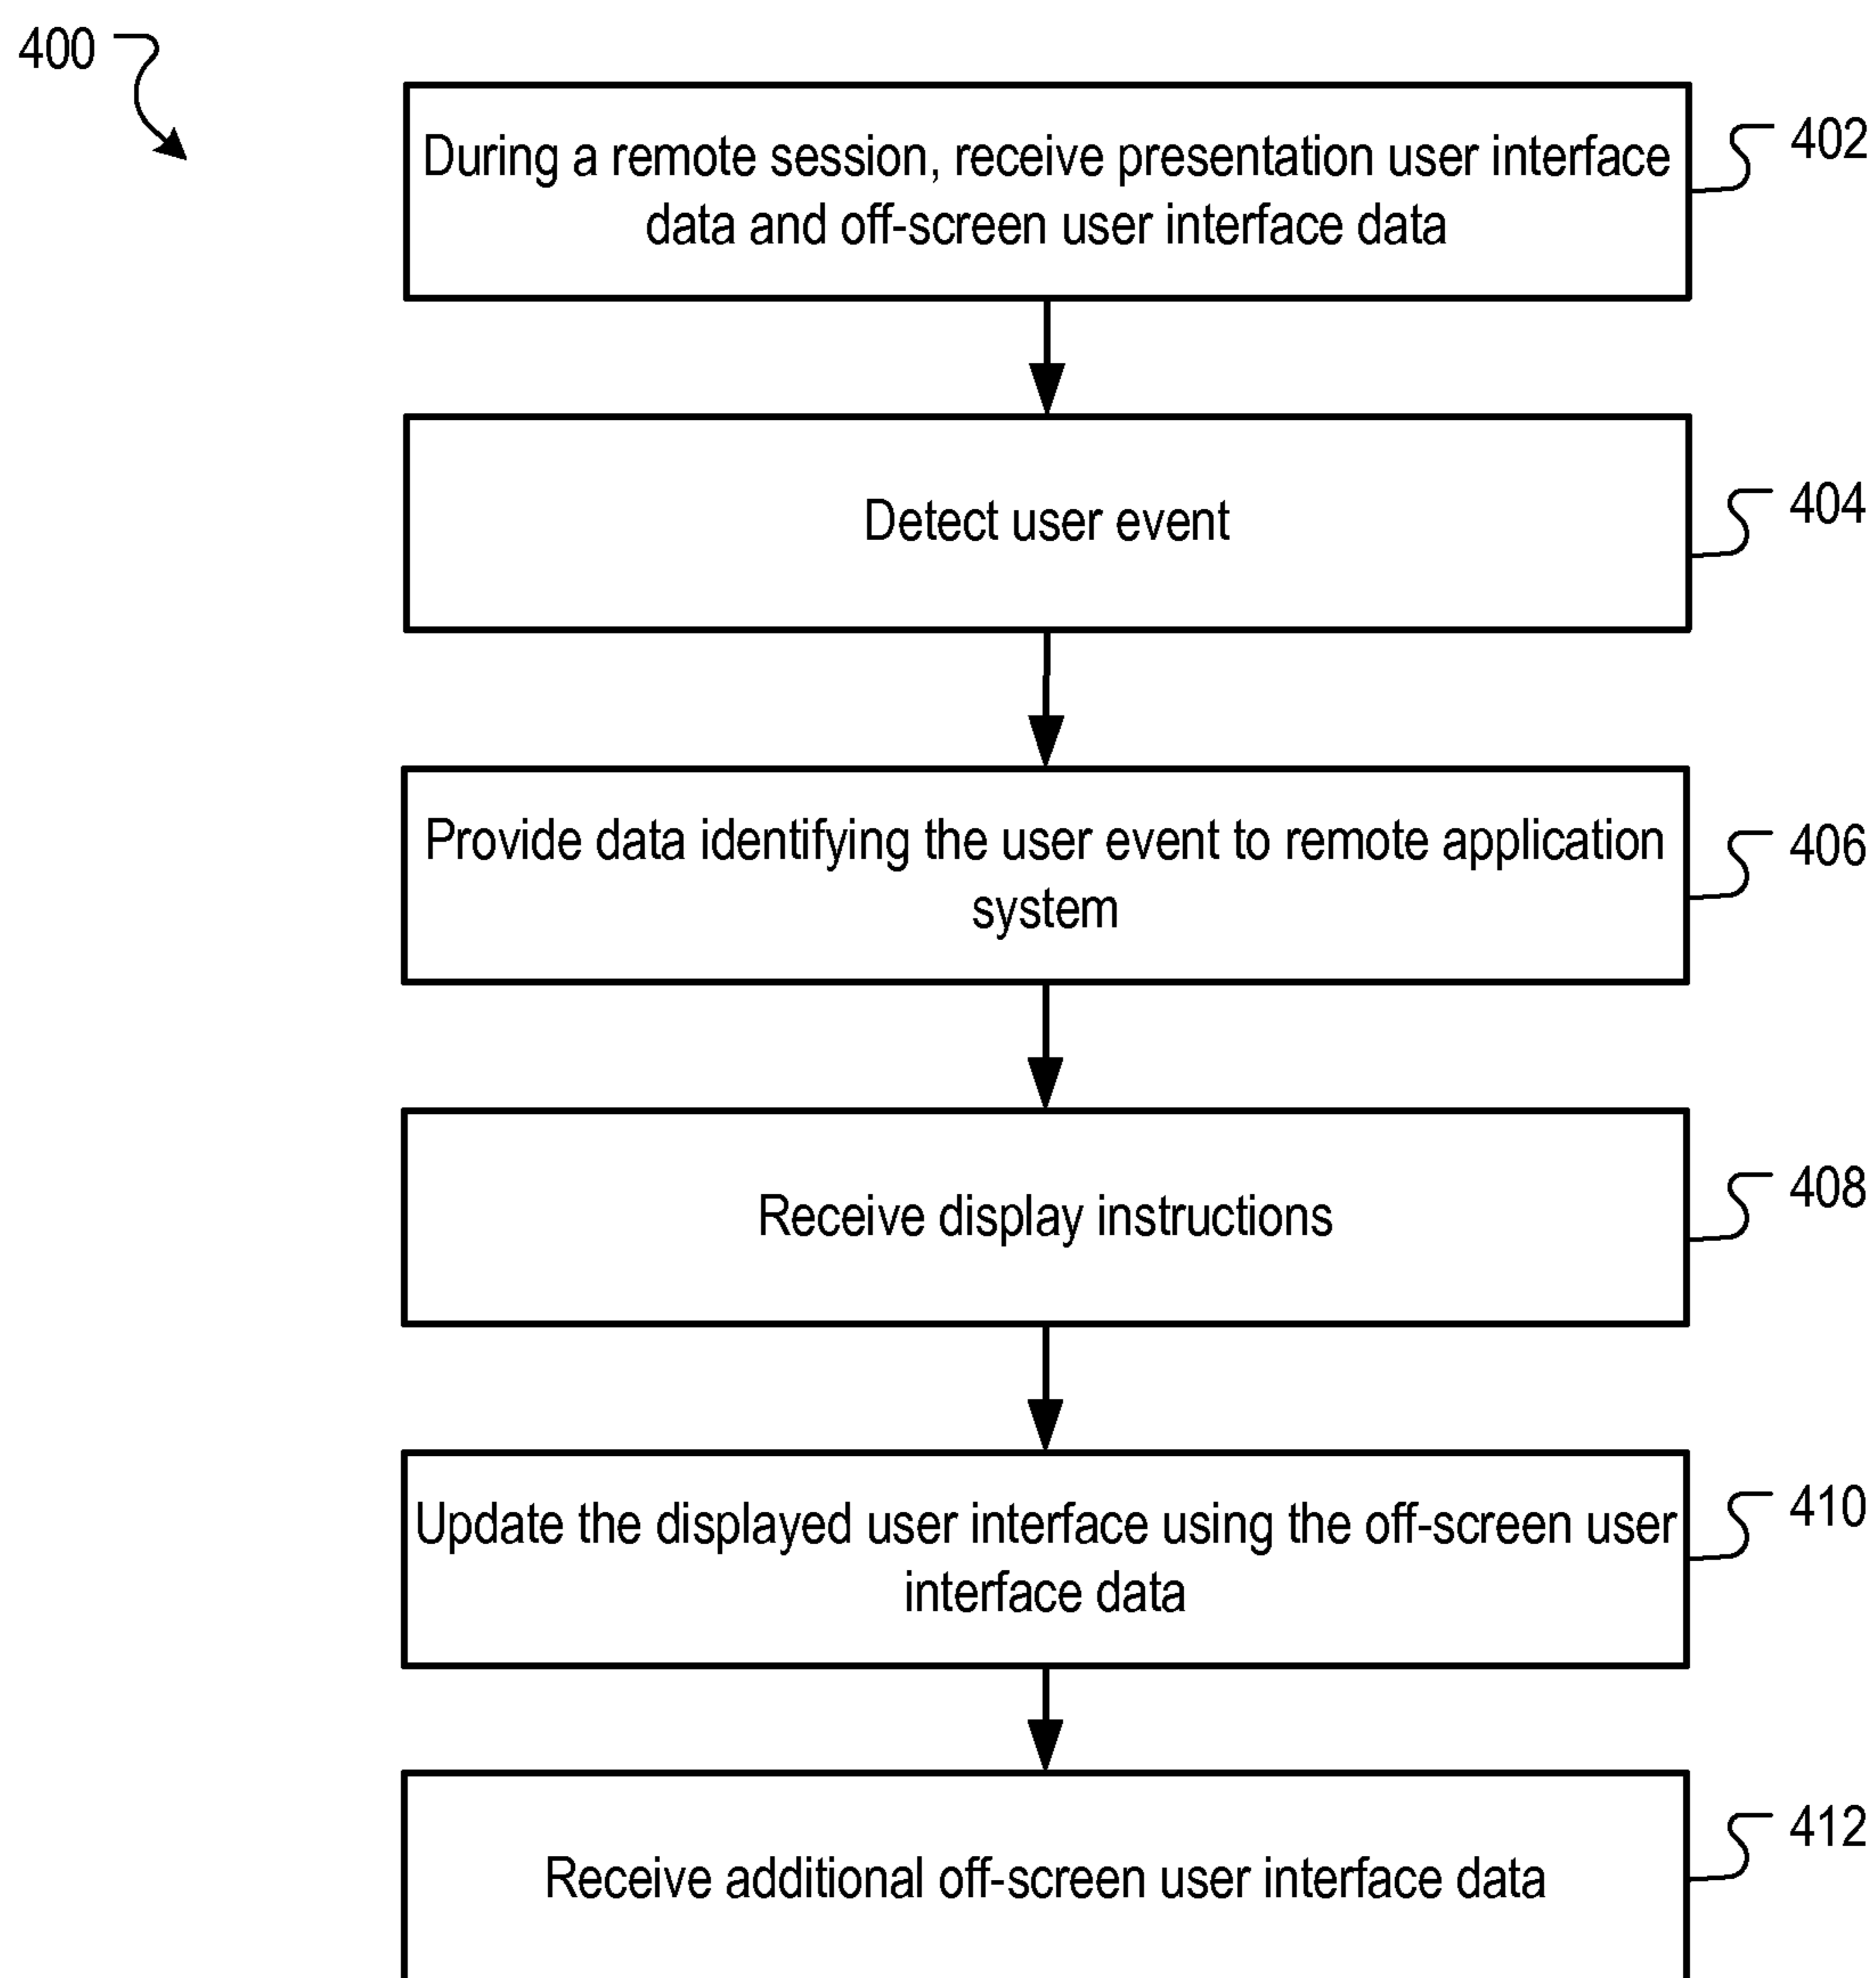 400
During a remote session, receive presentation user interface
data and off-screen user interface data
402
Detect user event
404
Provide data identifying the user event to remote application
system
406
Receive display instructions
408
Update the displayed user interface using the off-screen user
interface data
410
Receive additional off-screen user interface data
412